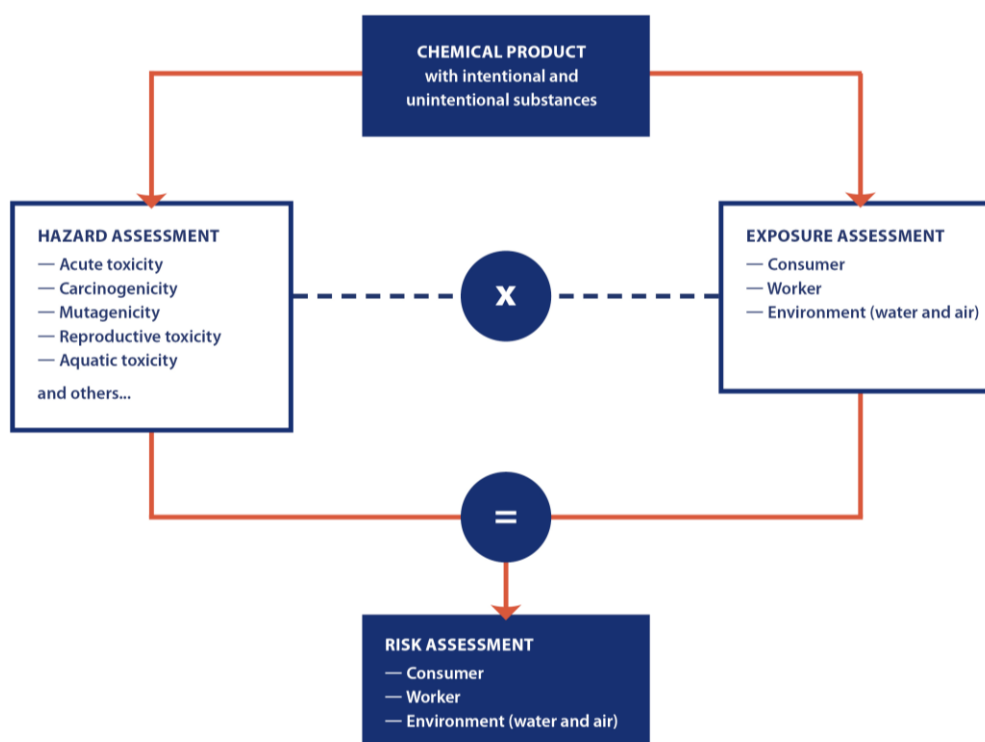 CHEMICAL PRODUCT
with intentional and
unintentional substances
HAZARD ASSESSMENT
— Acute toxicity
— Carcinogenicity
— Mutagenicity
— Reproductive toxicity
— Aquatic toxicity
and others...
x
EXPOSURE ASSESSMENT
— Consumer
— Worker
— Environment (water and air)
=
RISK ASSESSMENT
— Consumer
— Worker
— Environment (water and air)